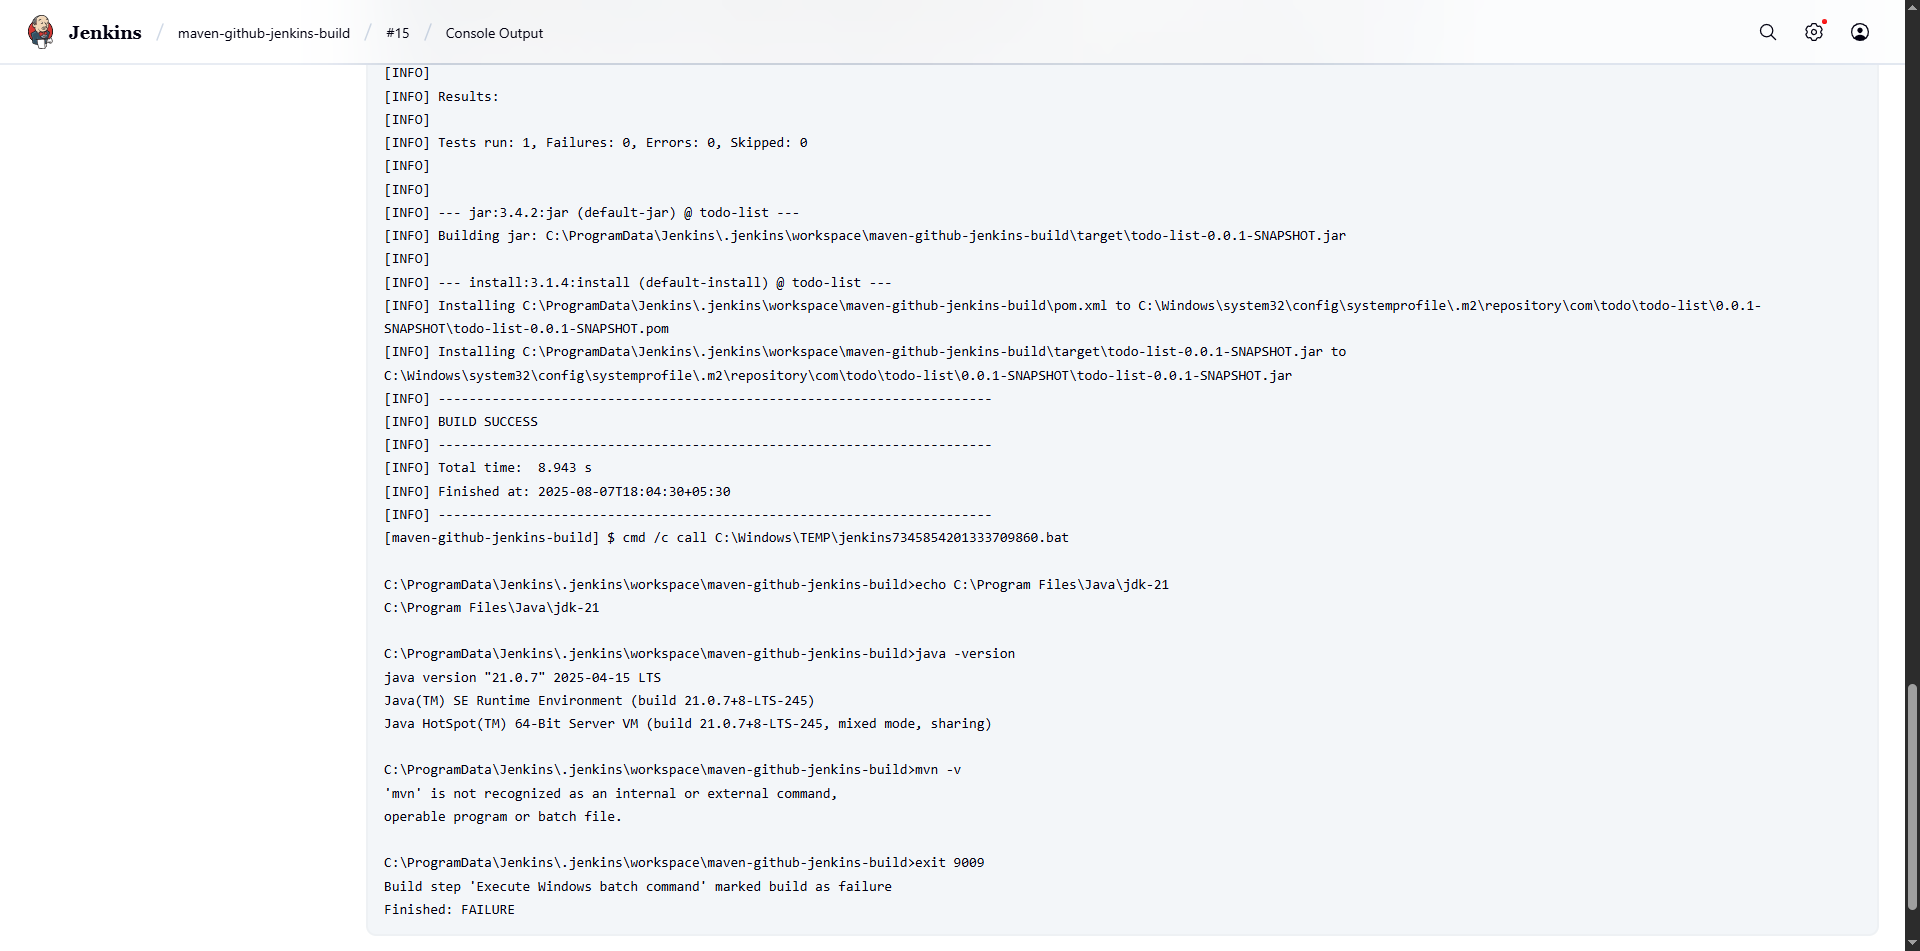 Jenkins / maven-github-jenkins-build / #15 / Console Output
[INFO]
[INFO] Results:
[INFO]
[INFO] Tests run: 1, Failures: 0, Errors: 0, Skipped: 0
[INFO]
[INFO]
[INFO] --- jar:3.4.2:jar (default-jar) @ todo-list ---
[INFO] Building jar: C:\ProgramData\Jenkins\.jenkins\workspace\maven-github-jenkins-build\target\todo-list-0.0.1-SNAPSHOT.jar
[INFO]
[INFO] --- install:3.1.4:install (default-install) @ todo-list ---
[INFO] Installing C:\ProgramData\Jenkins\.jenkins\workspace\maven-github-jenkins-build\pom.xml to C:\Windows\system32\config\systemprofile\.m2\repository\com\todo\todo-list\0.0.1-
SNAPSHOT\todo-list-0.0.1-SNAPSHOT.pom
[INFO] Installing C:\ProgramData\Jenkins\.jenkins\workspace\maven-github-jenkins-build\target\todo-list-0.0.1-SNAPSHOT.jar to
C:\Windows\system32\config\systemprofile\.m2\repository\com\todo\todo-list\0.0.1-SNAPSHOT\todo-list-0.0.1-SNAPSHOT.jar
[INFO] ------------------------------------------------------------------------
[INFO] BUILD SUCCESS
[INFO] ------------------------------------------------------------------------
[INFO] Total time:  8.943 s
[INFO] Finished at: 2025-08-07T18:04:30+05:30
[INFO] ------------------------------------------------------------------------
[maven-github-jenkins-build] $ cmd /c call C:\Windows\TEMP\jenkins7345854201333709860.bat
C:\ProgramData\Jenkins\.jenkins\workspace\maven-github-jenkins-build>echo C:\Program Files\Java\jdk-21
C:\Program Files\Java\jdk-21
C:\ProgramData\Jenkins\.jenkins\workspace\maven-github-jenkins-build>java -version
java version "21.0.7" 2025-04-15 LTS
Java(TM) SE Runtime Environment (build 21.0.7+8-LTS-245)
Java HotSpot(TM) 64-Bit Server VM (build 21.0.7+8-LTS-245, mixed mode, sharing)
C:\ProgramData\Jenkins\.jenkins\workspace\maven-github-jenkins-build>mvn -v
'mvn' is not recognized as an internal or external command,
operable program or batch file.
C:\ProgramData\Jenkins\.jenkins\workspace\maven-github-jenkins-build>exit 9009
Build step 'Execute Windows batch command' marked build as failure
Finished: FAILURE